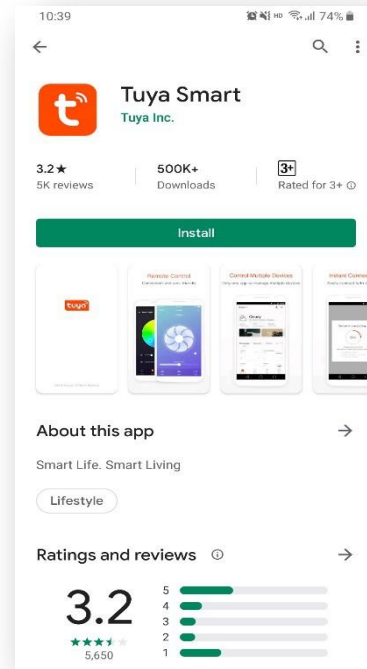 10:39
HD
74%
Tuya Smart
Tuya Inc.
3.2★
5K reviews
500K+
Downloads
3+
Rated for 3+
Install
tuya
Remote Control
Control Multiple Devices
Instant Connec
About this app
Smart Life. Smart Living
Lifestyle
Ratings and reviews
3.2
5,650
5
4
3
2
1